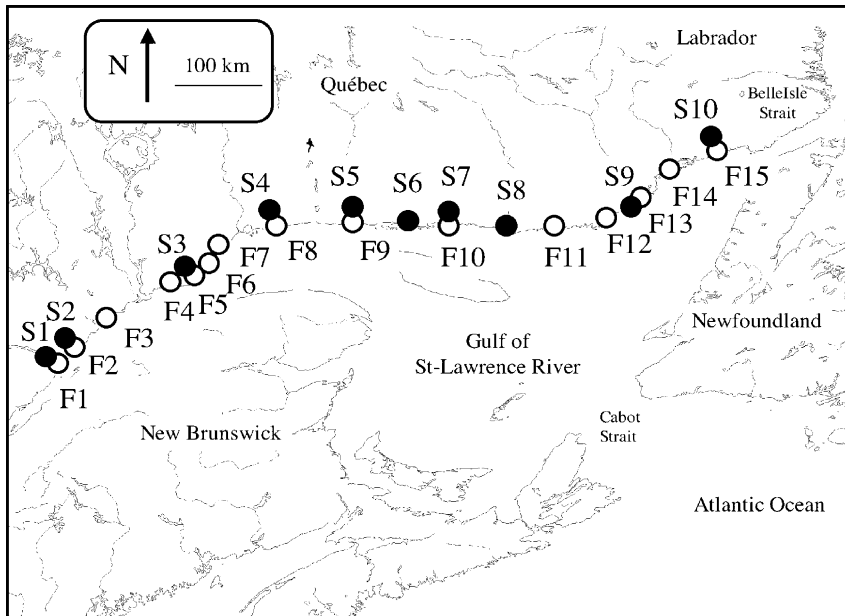 Labrador
N
100 km
Québec
BelleIsle
Strait
S10
S4
S5
S6
S7
S8
S9
F15
F14
F13
F12
F7
F8
F9
F10
F11
S3
F6
F5
F4
S1
S2
F3
F2
F1
Newfoundland
Gulf of
St-Lawrence River
Cabot
Strait
New Brunswick
Atlantic Ocean